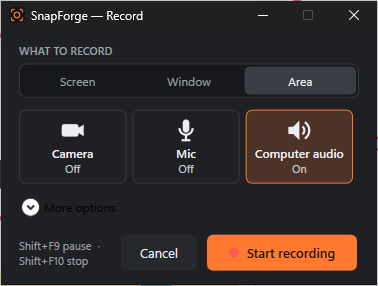 SnapForge — Record
WHAT TO RECORD
Screen Window Area
Camera Mic Computer audio
Off Off On
More options
Shift+F9 pause ·
Shift+F10 stop
Cancel
Start recording